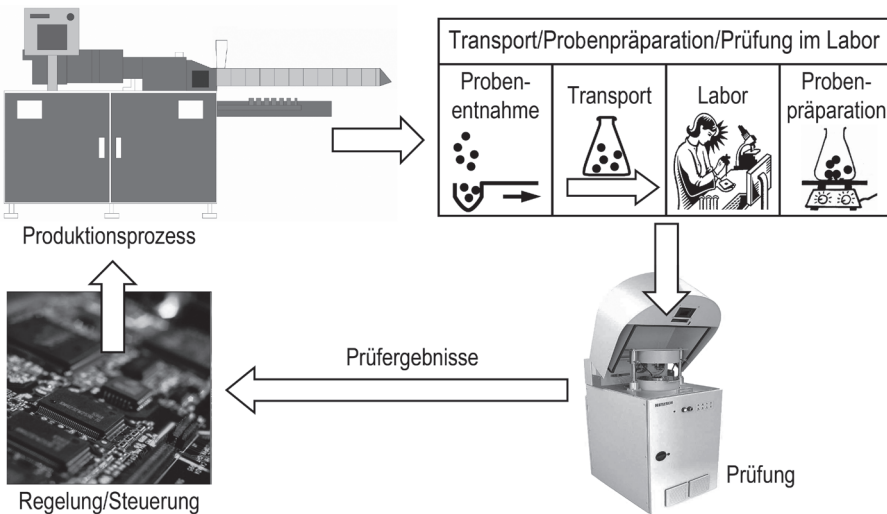 Transport/Probenpräparation/Prüfung im Labor
Proben-
entnahme
Transport
Labor
Proben-
präparation
Produktionsprozess
Prüfergebnisse
Prüfung
Regelung/Steuerung